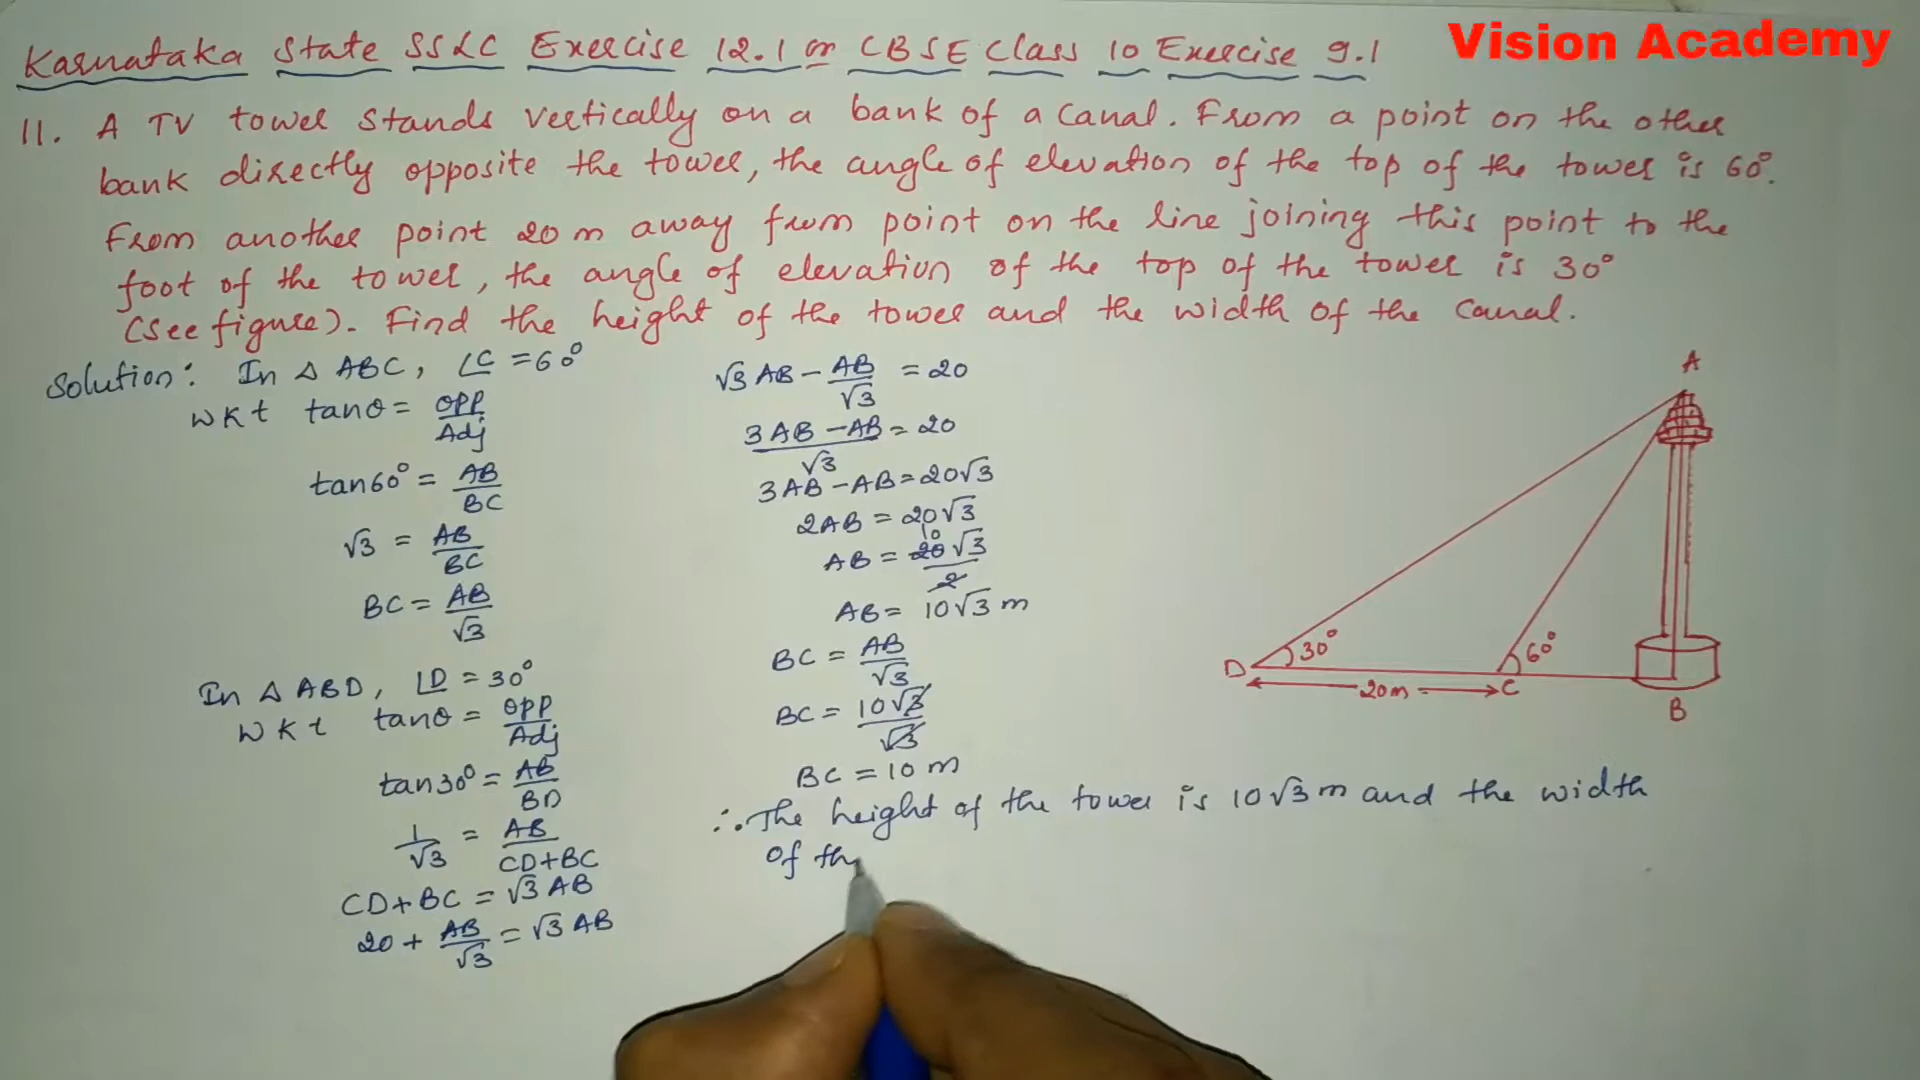 Karnataka State SSLC Exercise 12.1 or CBSE Class 10 Exercise 9.1
Vision Academy
11. A TV tower stands vertically on a bank of a canal. From a point on the other
bank directly opposite the tower, the angle of elevation of the top of the tower is 60°.
From another point 20 m away from point on the line joining this point to the
foot of the tower, the angle of elevation of the top of the tower is 30°
(see figure). Find the height of the tower and the width of the canal.
Solution: In △ ABC, ∠C = 60°
wkt tanθ = opp/Adj
tan60° = AB/BC
√3 = AB/BC
BC = AB/√3
In △ ABD, ∠D = 30°
wkt tanθ = opp/Adj
tan30° = AB/BD
1/√3 = AB/CD+BC
CD+BC = √3 AB
20 + AB/√3 = √3 AB
√3 AB - AB/√3 = 20
3AB - AB/√3 = 20
3AB - AB = 20√3
2AB = 20√3
AB = 20√3/2
10
AB = 10√3 m
BC = AB/√3
BC = 10√3/√3
BC = 10 m
∴ The height of the tower is 10√3 m and the width
of th
A
30°
60°
D
20m
C
B